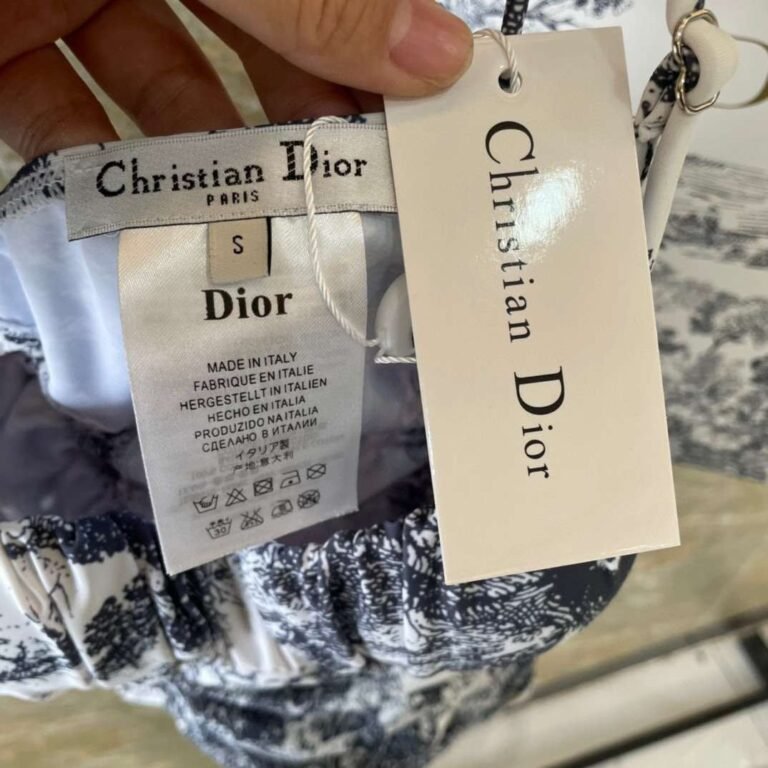 Christian Dior
PARIS
S
Dior
MADE IN ITALY
FABRIQUE EN ITALIE
HERGESTELLT IN ITALIEN
HECHO EN ITALIA
PRODUZIDO NA ITALIA
СДЕЛАНО В ИТАЛИИ
イタリア製
产地:意大利
30
Christian Dior